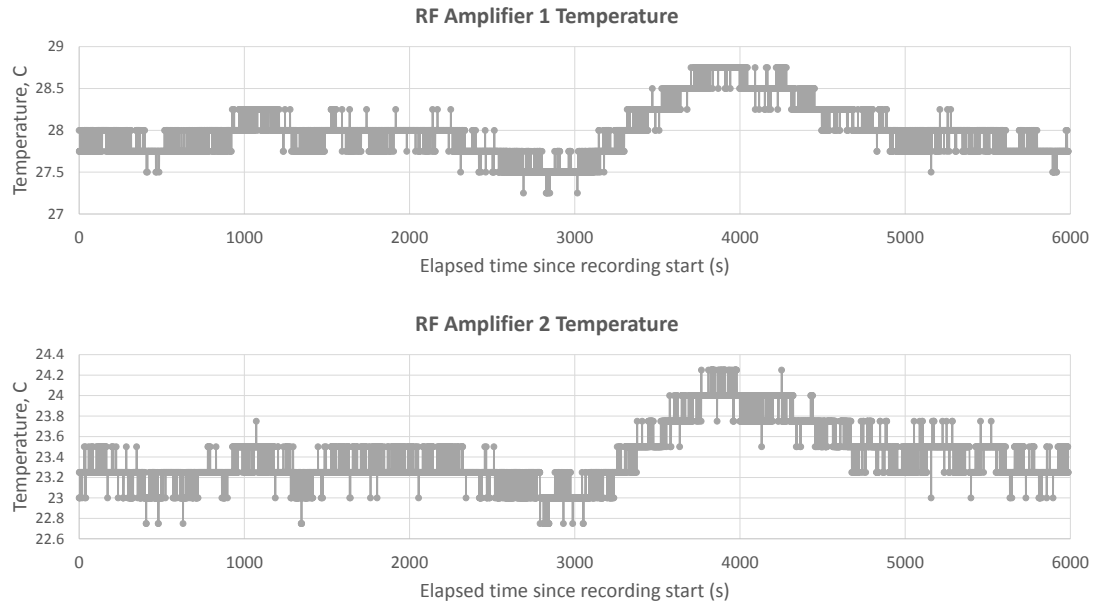 RF Amplifier 1 Temperature
Temperature, C
29
28.5
28
27.5
27
0 1000 2000 3000 4000 5000 6000
Elapsed time since recording start (s)
RF Amplifier 2 Temperature
Temperature, C
24.4
24.2
24
23.8
23.6
23.4
23.2
23
22.8
22.6
0 1000 2000 3000 4000 5000 6000
Elapsed time since recording start (s)